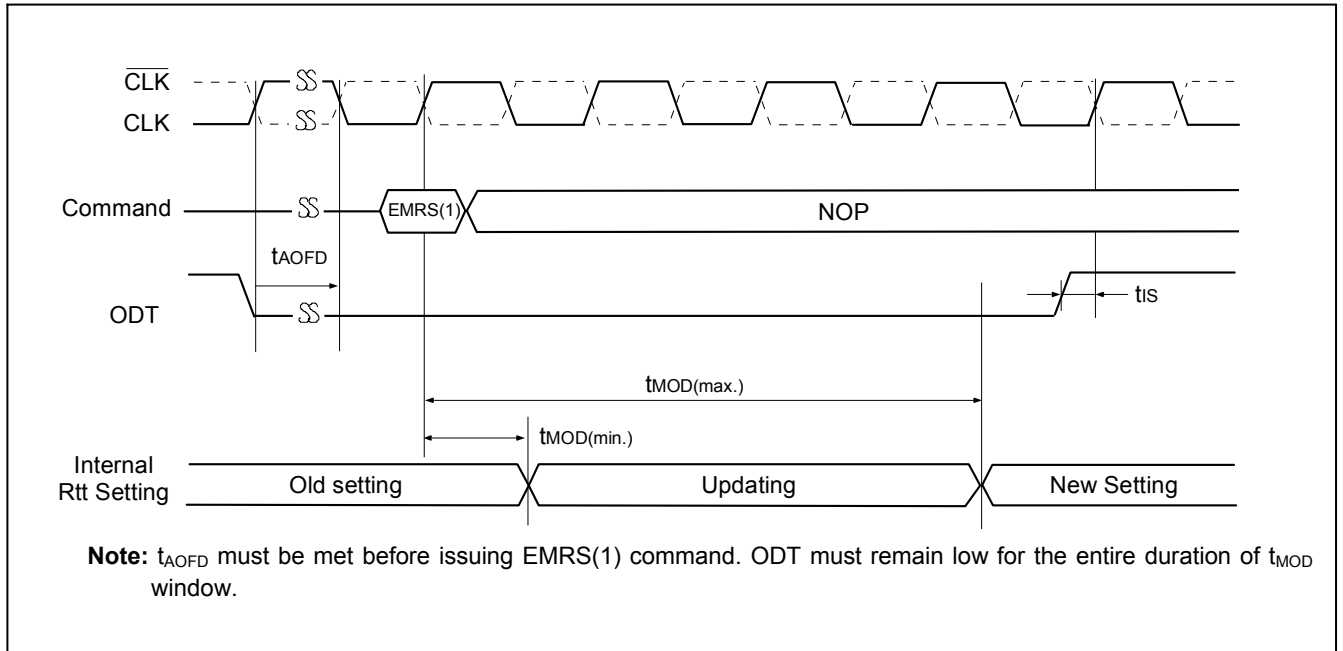 CLK
CLK
Command
EMRS(1)
NOP
tAOFD
ODT
tIS
tMOD(max.)
tMOD(min.)
Internal
Rtt Setting
Old setting
Updating
New Setting
Note: tAOFD must be met before issuing EMRS(1) command. ODT must remain low for the entire duration of tMOD
window.